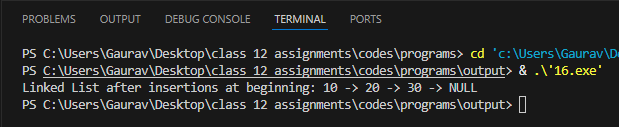 PROBLEMS OUTPUT DEBUG CONSOLE TERMINAL PORTS
PS C:\Users\Gaurav\Desktop\class 12 assignments\codes\programs> cd 'c:\Users\Gaurav\De
PS C:\Users\Gaurav\Desktop\class 12 assignments\codes\programs\output> & .\'16.exe'
Linked List after insertions at beginning: 10 -> 20 -> 30 -> NULL
PS C:\Users\Gaurav\Desktop\class 12 assignments\codes\programs\output>